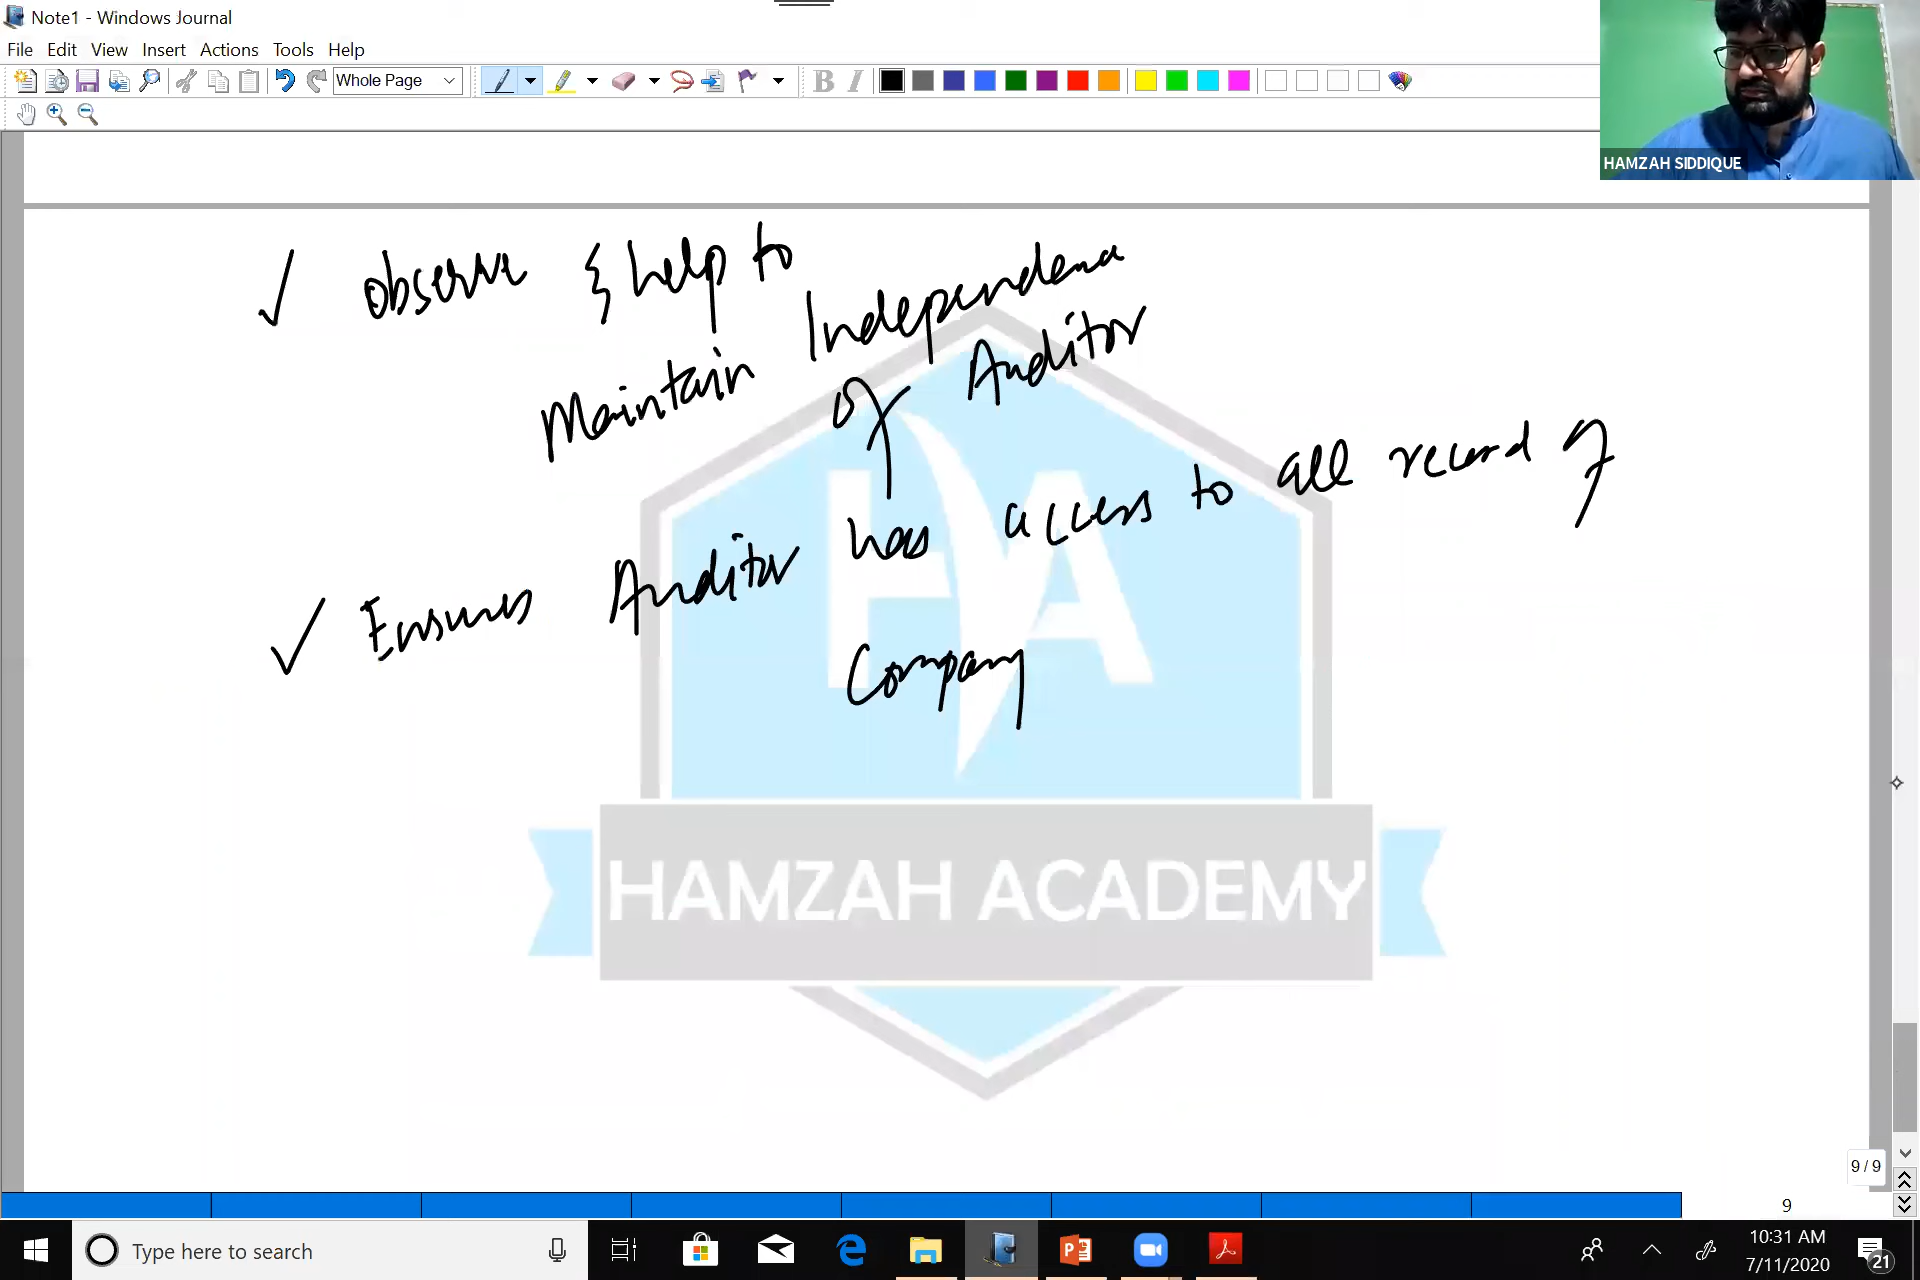 Note1 - Windows Journal
File Edit View Insert Actions Tools Help
Whole Page
B I
HAMZAH SIDDIQUE
✓ observe & help to
Maintain Independence
of Auditor
✓ Ensures Auditor has access to all record of
Company
HA
HAMZAH ACADEMY
9 / 9
9
Type here to search
10:31 AM
7/11/2020
21